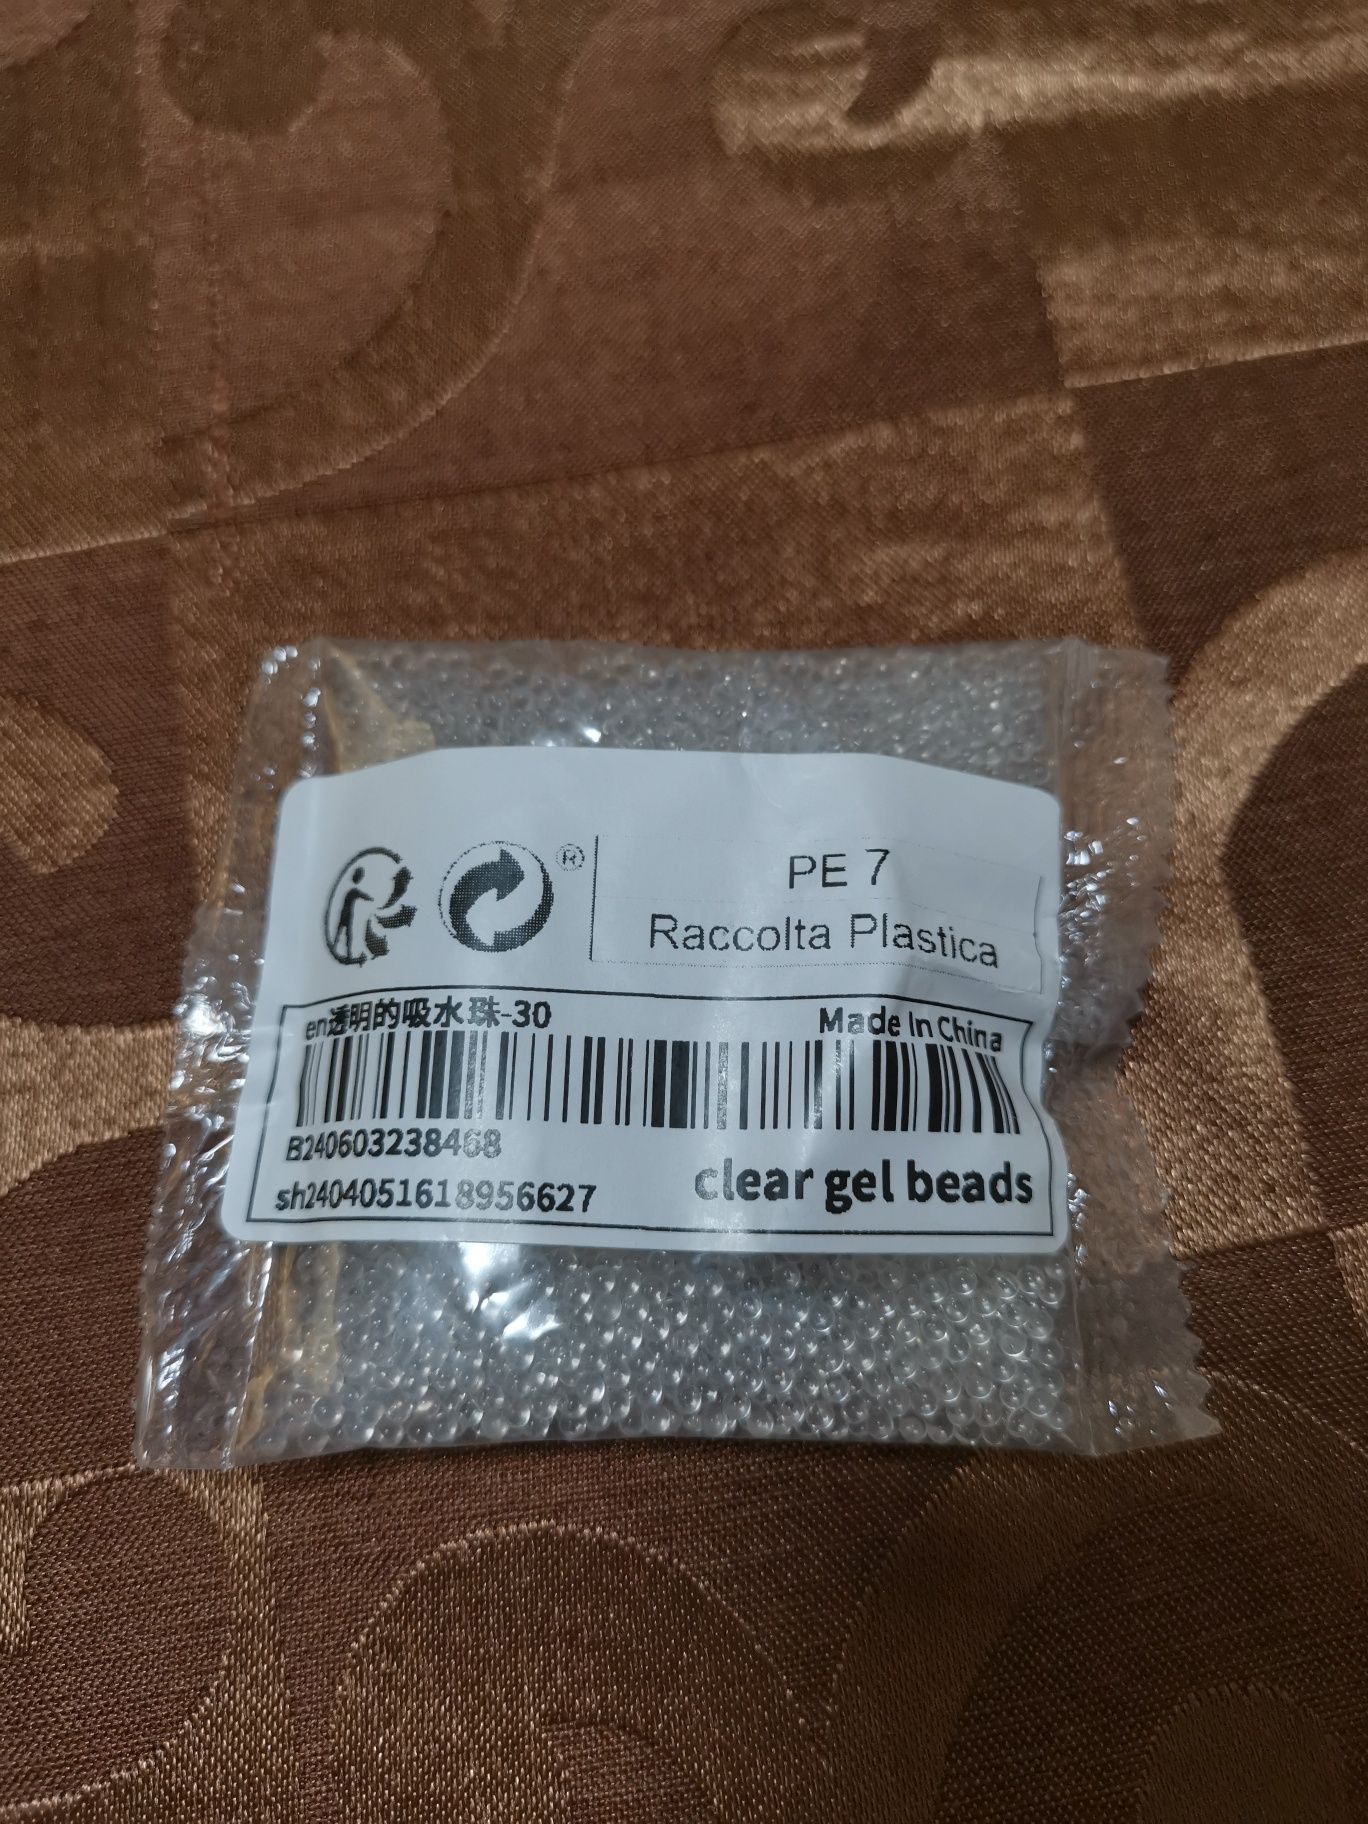 ®
PE 7
Raccolta Plastica
en透明的吸水珠-30
Made In China
B240603238468
sh2404051618956627
clear gel beads